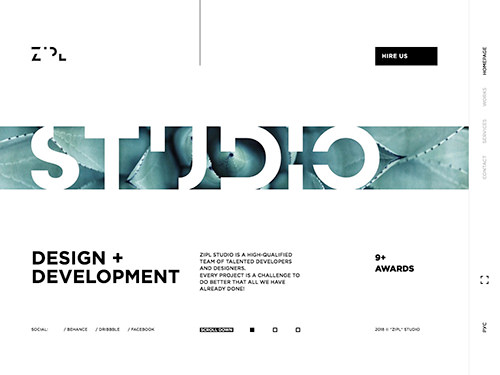 ZIPL
HIRE US
HOMEPAGE
WORKS
SERVICES
CONTACT
STUDIO
DESIGN +
DEVELOPMENT
ZIPL STUDIO IS A HIGH-QUALIFIED
TEAM OF TALENTED DEVELOPERS
AND DESIGNERS.
EVERY PROJECT IS A CHALLENGE TO
DO BETTER THAT ALL WE HAVE
ALREADY DONE!
9+
AWARDS
SOCIAL: / BEHANCE / DRIBBBLE / FACEBOOK
SCROLL DOWN
2018 © "ZIPL" STUDIO
РУС